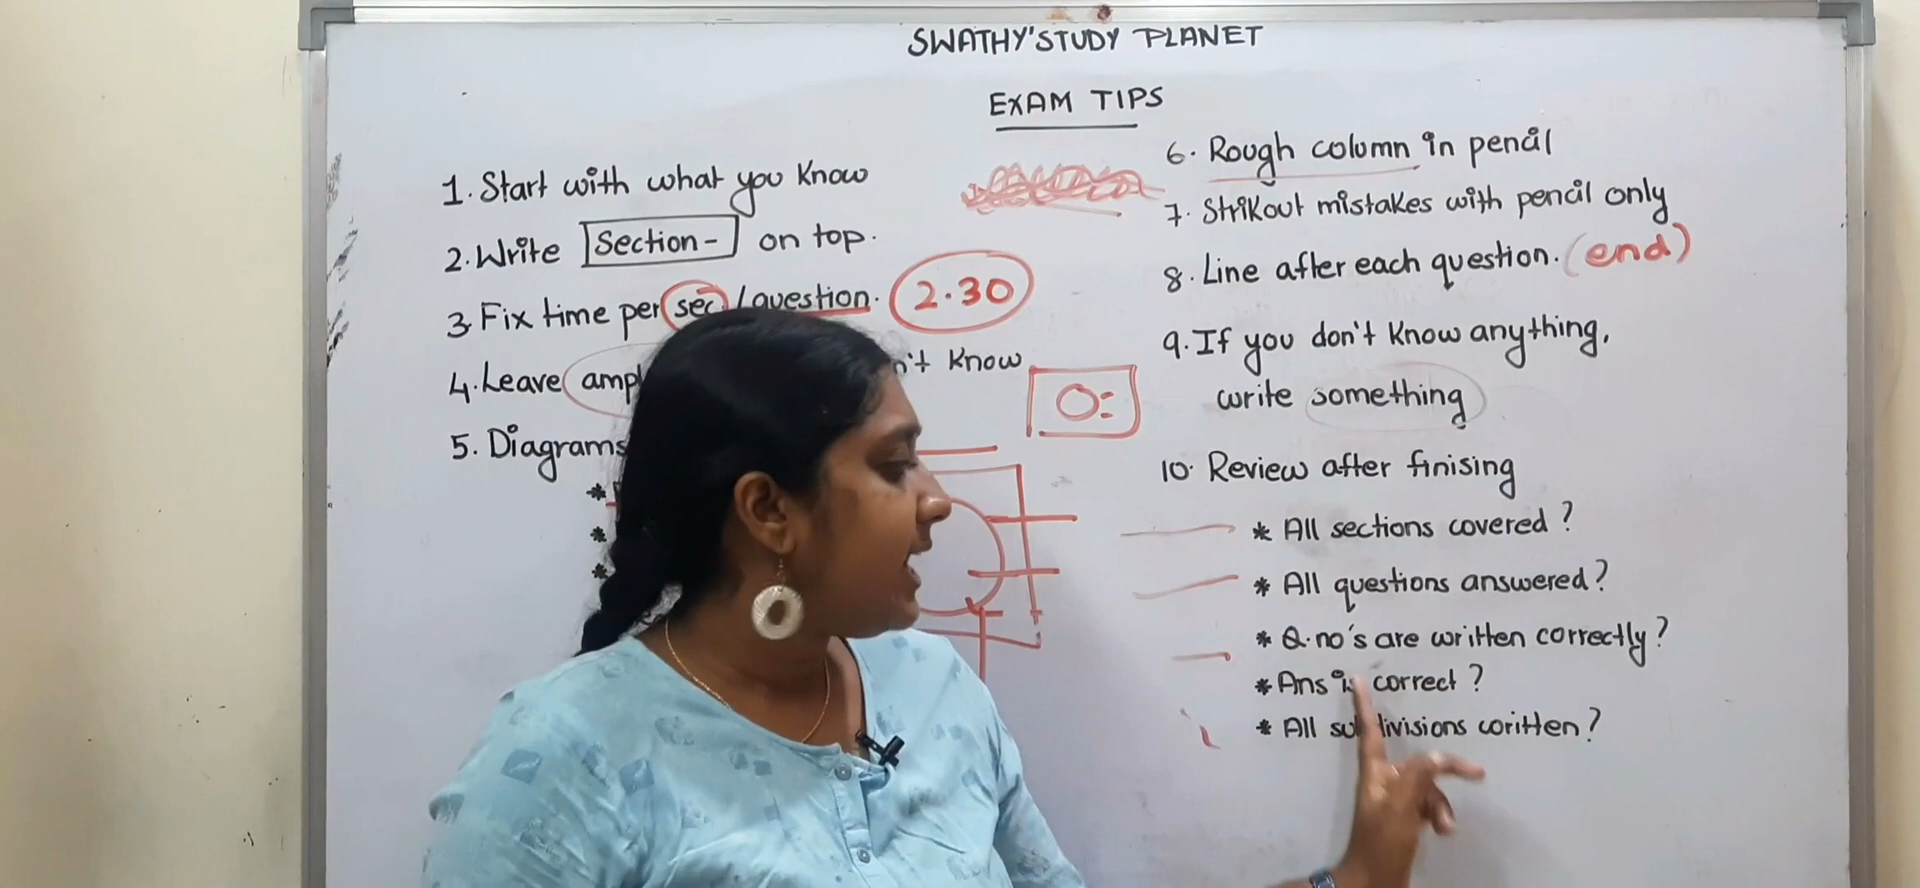 SWATHY'STUDY PLANET
EXAM TIPS
1. Start with what you Know
2. Write Section - on top.
3 Fix time per sec /question. 2.30
4. Leave Know
5. Diagrams
O:
6. Rough column in pencil
7. Strikout mistakes with pencil only
8. Line after each question. (end)
9. If you don't Know anything,
write something
10. Review after finising
* All sections covered ?
* All questions answered ?
* Q.no's are written correctly ?
* Ans is correct ?
* All written ?